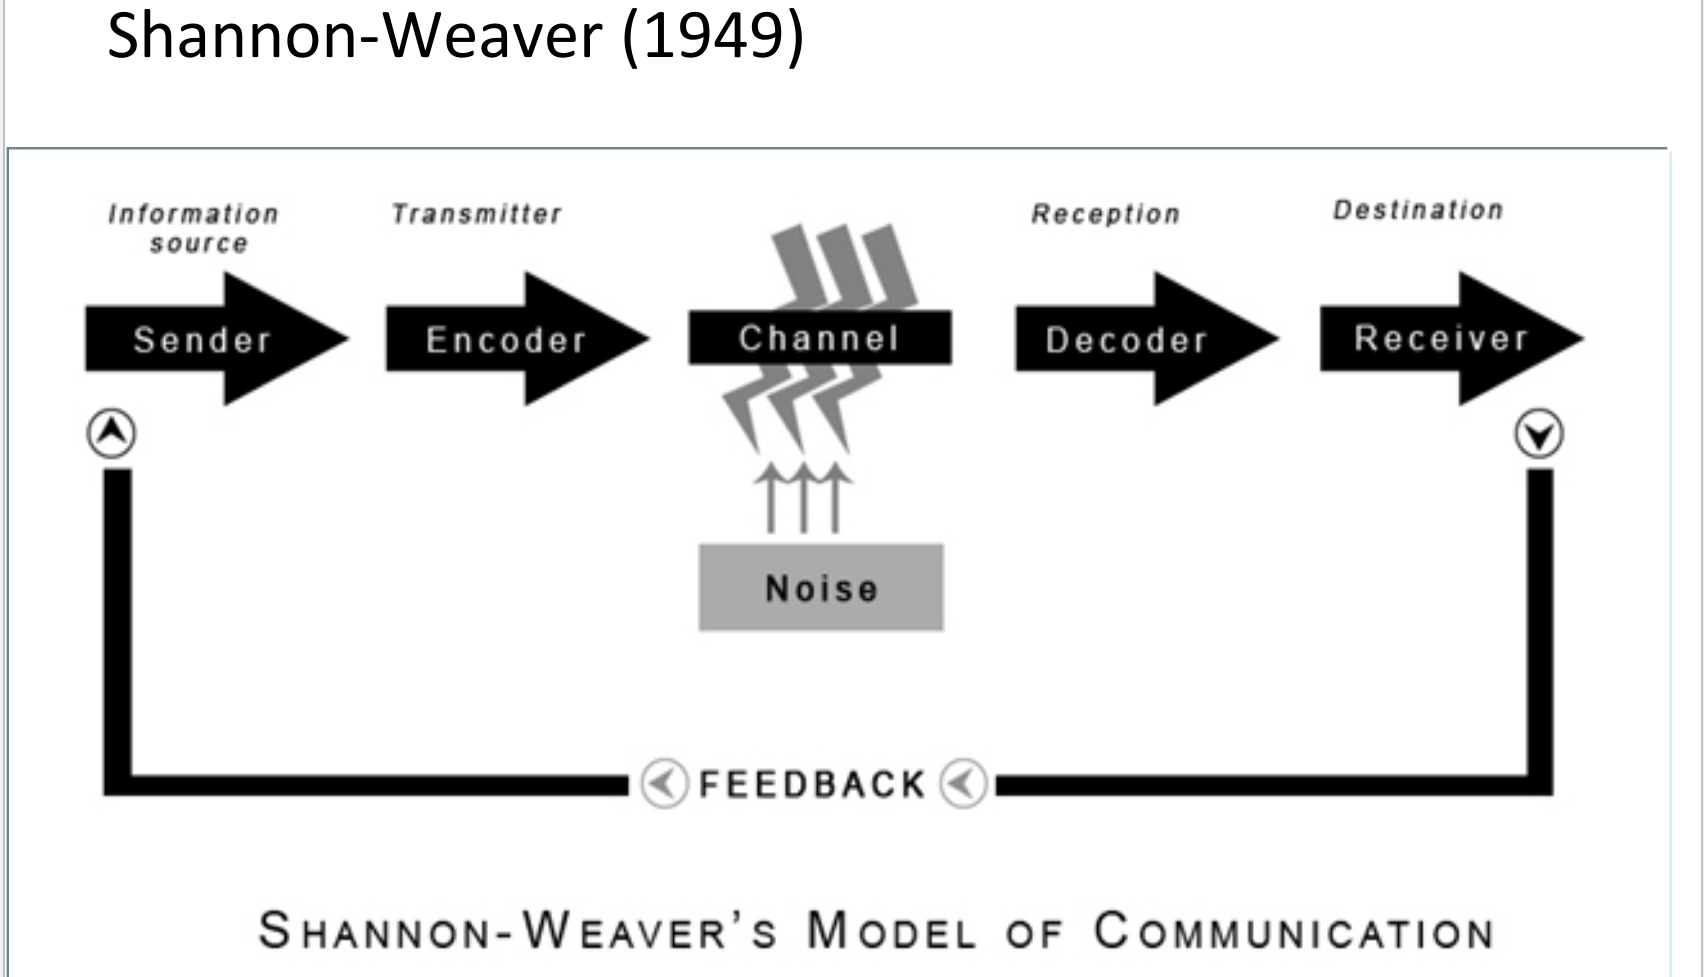 Shannon-Weaver (1949)
Information
source
Transmitter
Reception
Destination
Sender
Encoder
Channel
Decoder
Receiver
Noise
FEEDBACK
SHANNON-WEAVER'S MODEL OF COMMUNICATION